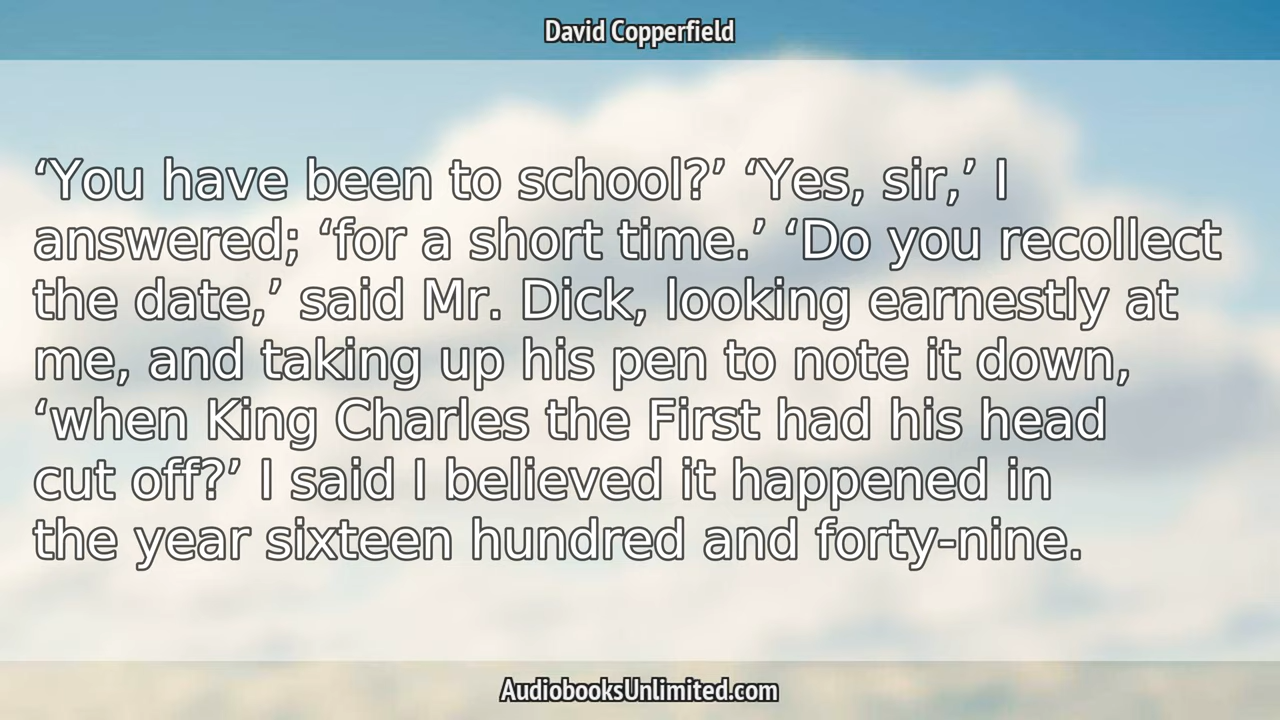 David Copperfield
‘You have been to school?’ ‘Yes, sir,’ I
answered; ‘for a short time.’ ‘Do you recollect
the date,’ said Mr. Dick, looking earnestly at
me, and taking up his pen to note it down,
‘when King Charles the First had his head
cut off?’ I said I believed it happened in
the year sixteen hundred and forty-nine.
AudiobooksUnlimited.com